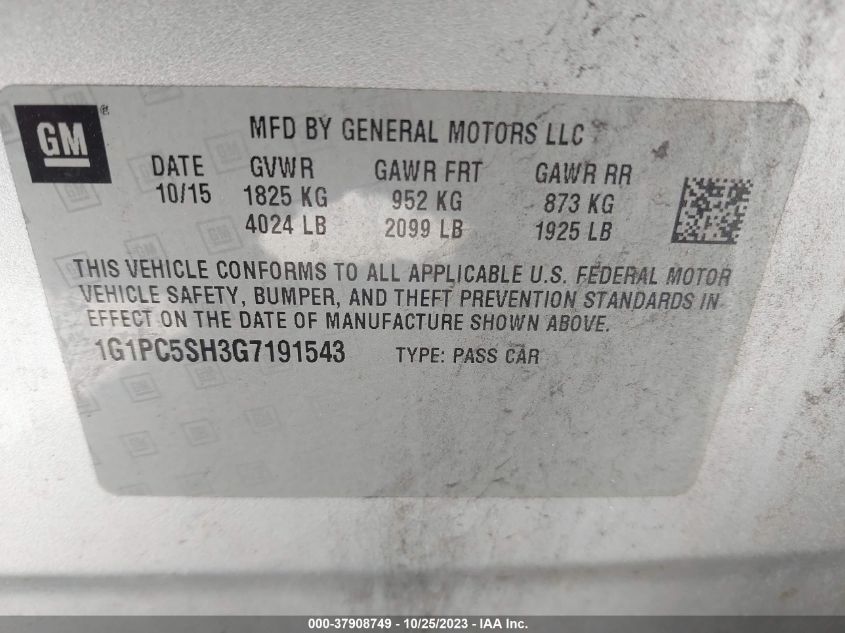 GM ®
MFD BY GENERAL MOTORS LLC
DATE GVWR GAWR FRT GAWR RR
10/15 1825 KG 952 KG 873 KG
4024 LB 2099 LB 1925 LB
THIS VEHICLE CONFORMS TO ALL APPLICABLE U.S. FEDERAL MOTOR
VEHICLE SAFETY, BUMPER, AND THEFT PREVENTION STANDARDS IN
EFFECT ON THE DATE OF MANUFACTURE SHOWN ABOVE.
1G1PC5SH3G7191543 TYPE: PASS CAR
000-37908749 - 10/25/2023 - IAA Inc.